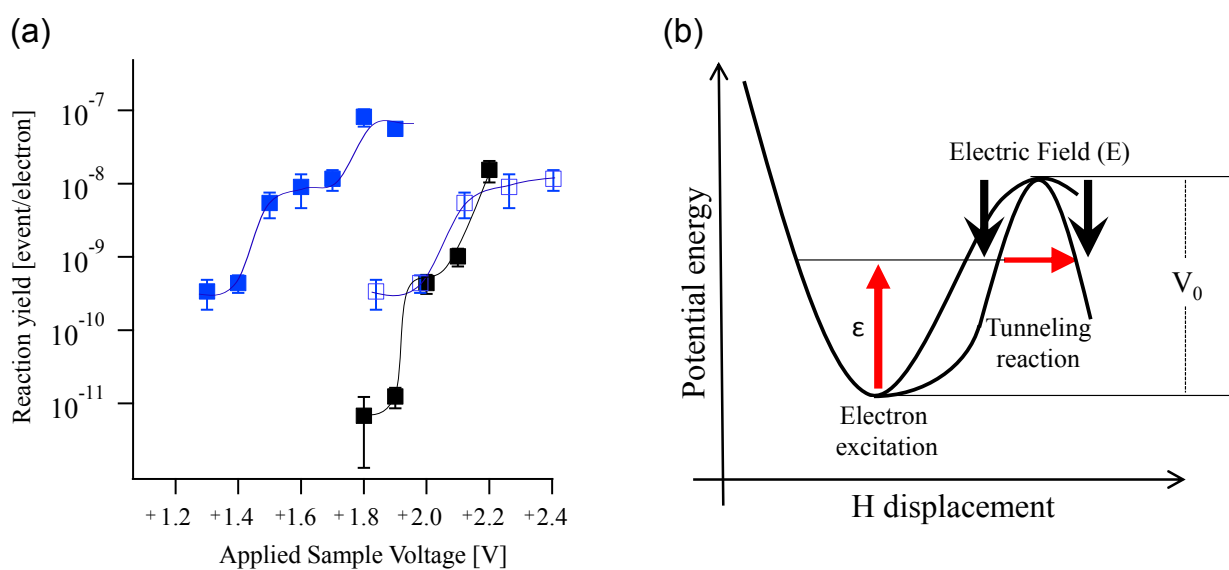 (a)
Reaction yield [event/electron]
10-7
10-8
10-9
10-10
10-11
+1.2 +1.4 +1.6 +1.8 +2.0 +2.2 +2.4
Applied Sample Voltage [V]
(b)
Potential energy
Electric Field (E)
V0
ε
Tunneling
reaction
Electron
excitation
H displacement